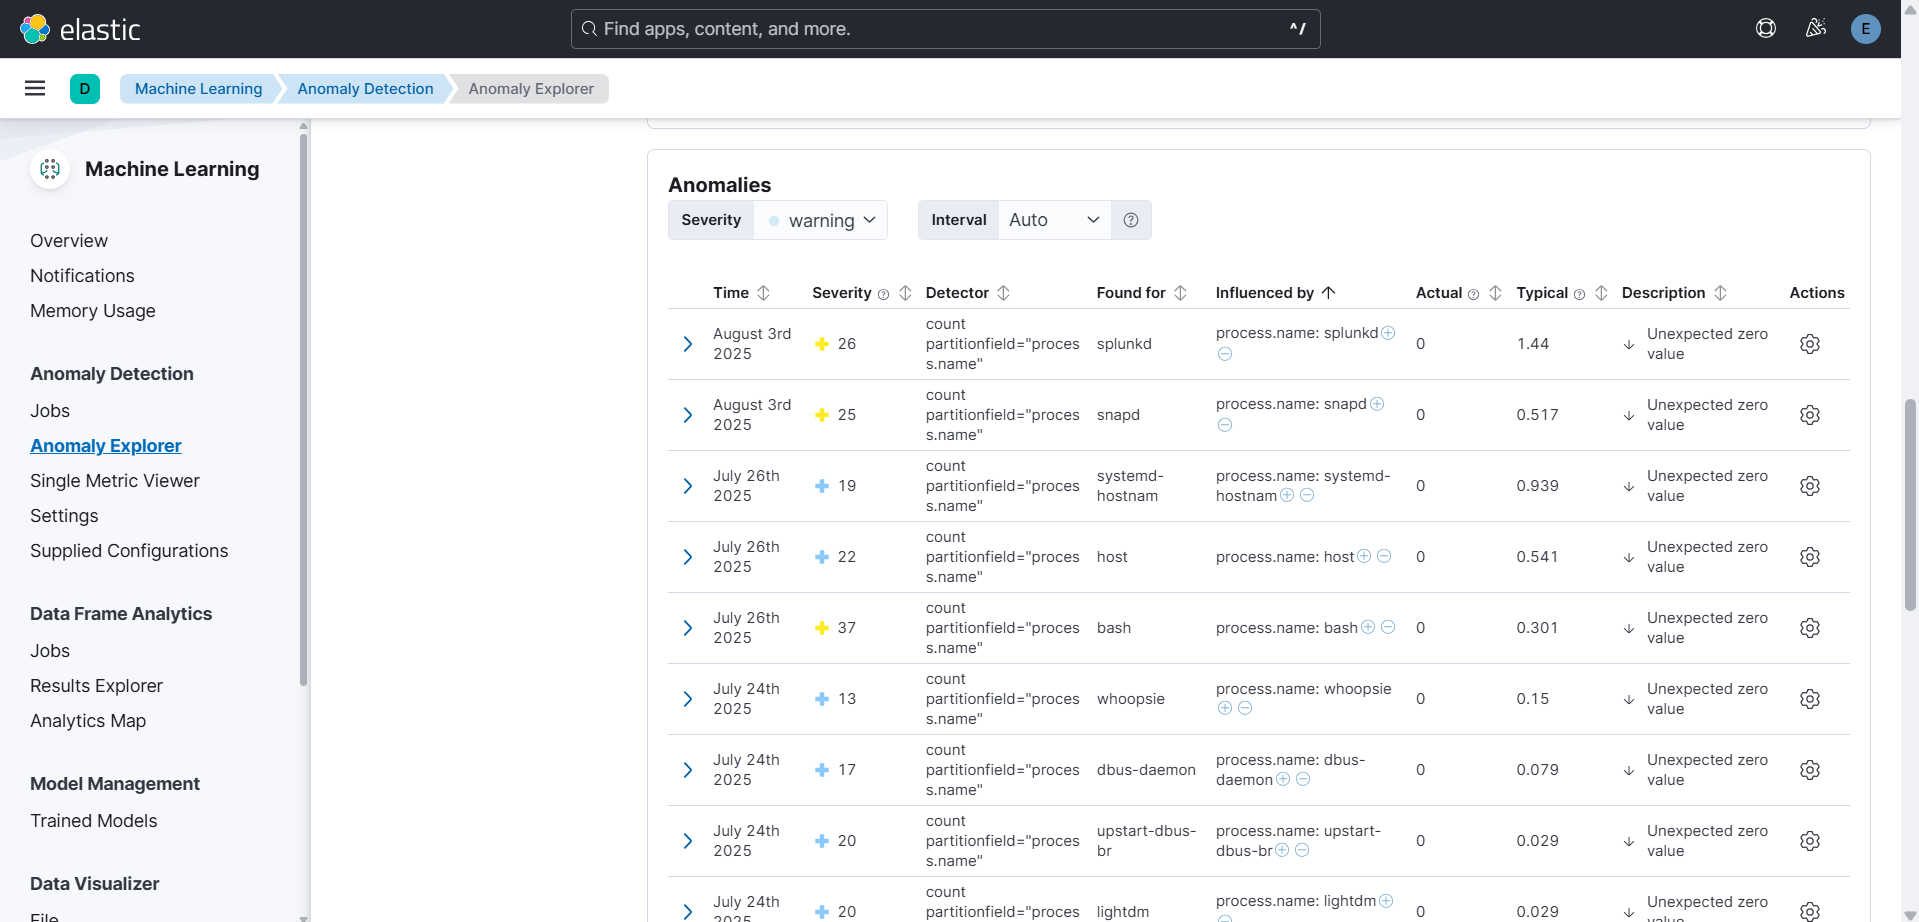 elastic
Find apps, content, and more.
^/
E
D
Machine Learning
Anomaly Detection
Anomaly Explorer
Machine Learning
Overview
Notifications
Memory Usage
Anomaly Detection
Jobs
Anomaly Explorer
Single Metric Viewer
Settings
Supplied Configurations
Data Frame Analytics
Jobs
Results Explorer
Analytics Map
Model Management
Trained Models
Data Visualizer
File
Anomalies
Severity
warning
Interval
Auto
Time
Severity
Detector
Found for
Influenced by
Actual
Typical
Description
Actions
August 3rd
2025
26
count
partitionfield="proces
s.name"
splunkd
process.name: splunkd
0
1.44
Unexpected zero
value
August 3rd
2025
25
count
partitionfield="proces
s.name"
snapd
process.name: snapd
0
0.517
Unexpected zero
value
July 26th
2025
19
count
partitionfield="proces
s.name"
systemd-
hostnam
process.name: systemd-
hostnam
0
0.939
Unexpected zero
value
July 26th
2025
22
count
partitionfield="proces
s.name"
host
process.name: host
0
0.541
Unexpected zero
value
July 26th
2025
37
count
partitionfield="proces
s.name"
bash
process.name: bash
0
0.301
Unexpected zero
value
July 24th
2025
13
count
partitionfield="proces
s.name"
whoopsie
process.name: whoopsie
0
0.15
Unexpected zero
value
July 24th
2025
17
count
partitionfield="proces
s.name"
dbus-daemon
process.name: dbus-
daemon
0
0.079
Unexpected zero
value
July 24th
2025
20
count
partitionfield="proces
s.name"
upstart-dbus-
br
process.name: upstart-
dbus-br
0
0.029
Unexpected zero
value
July 24th
2025
20
count
partitionfield="proces
lightdm
process.name: lightdm
0
0.029
Unexpected zero
value